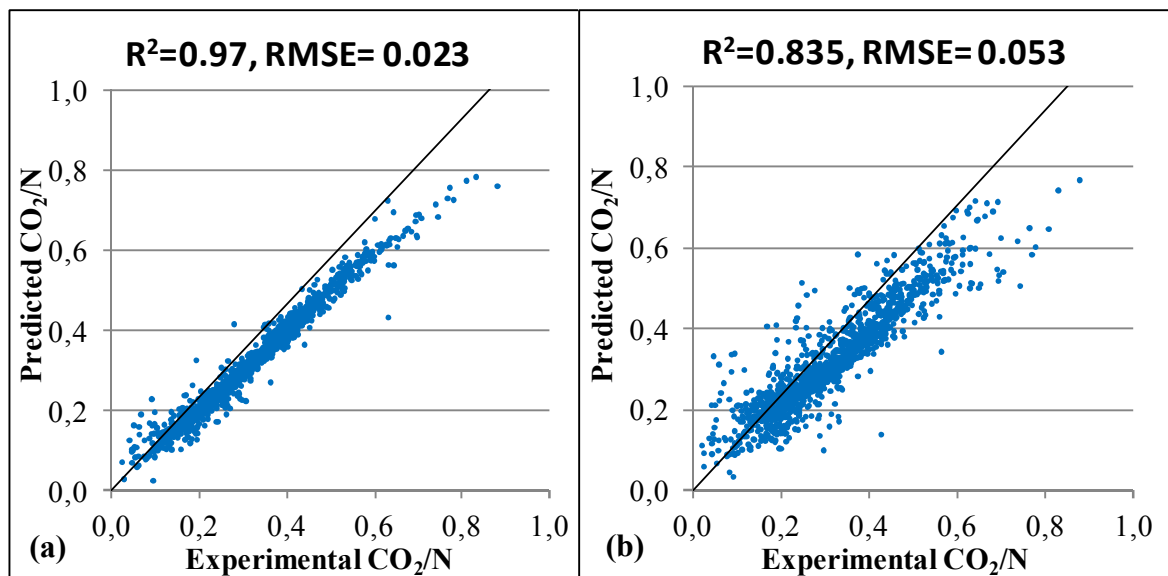 R²=0.97, RMSE= 0.023
Predicted CO₂/N
1,0
0,8
0,6
0,4
0,2
0,0
0,0 0,2 0,4 0,6 0,8 1,0
(a) Experimental CO₂/N
R²=0.835, RMSE=0.053
Predicted CO₂/N
1,0
0,8
0,6
0,4
0,2
0,0
0,0 0,2 0,4 0,6 0,8 1,0
(b) Experimental CO₂/N